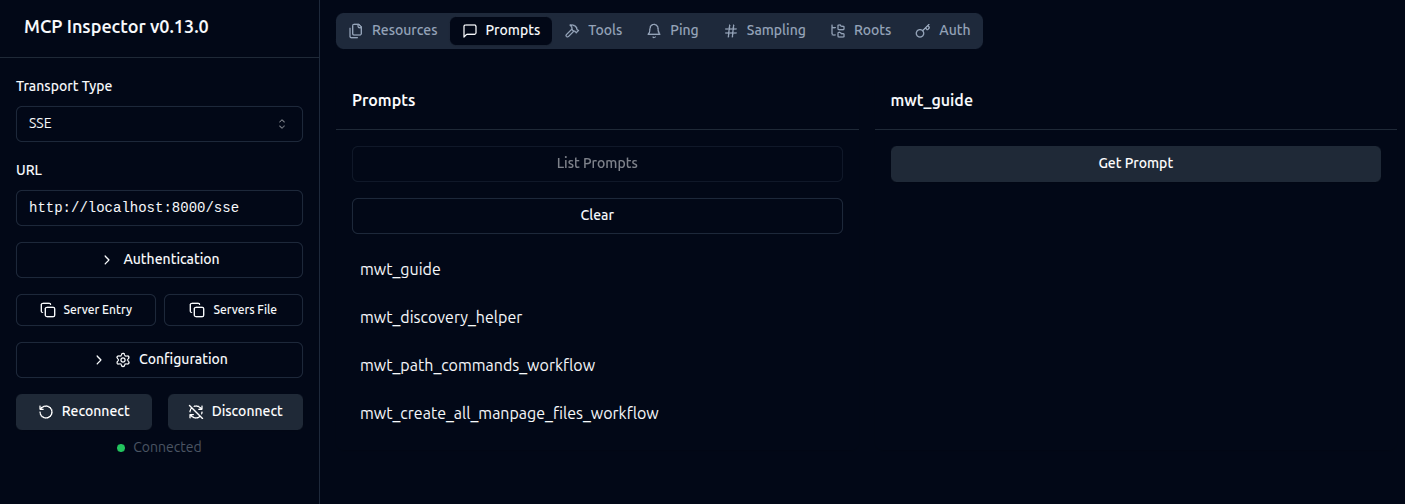 MCP Inspector v0.13.0
Transport Type
SSE
URL
http://localhost:8000/sse
Authentication
Server Entry
Servers File
Configuration
Reconnect
Disconnect
Connected
Resources
Prompts
Tools
Ping
Sampling
Roots
Auth
Prompts
List Prompts
Clear
mwt_guide
mwt_discovery_helper
mwt_path_commands_workflow
mwt_create_all_manpage_files_workflow
mwt_guide
Get Prompt